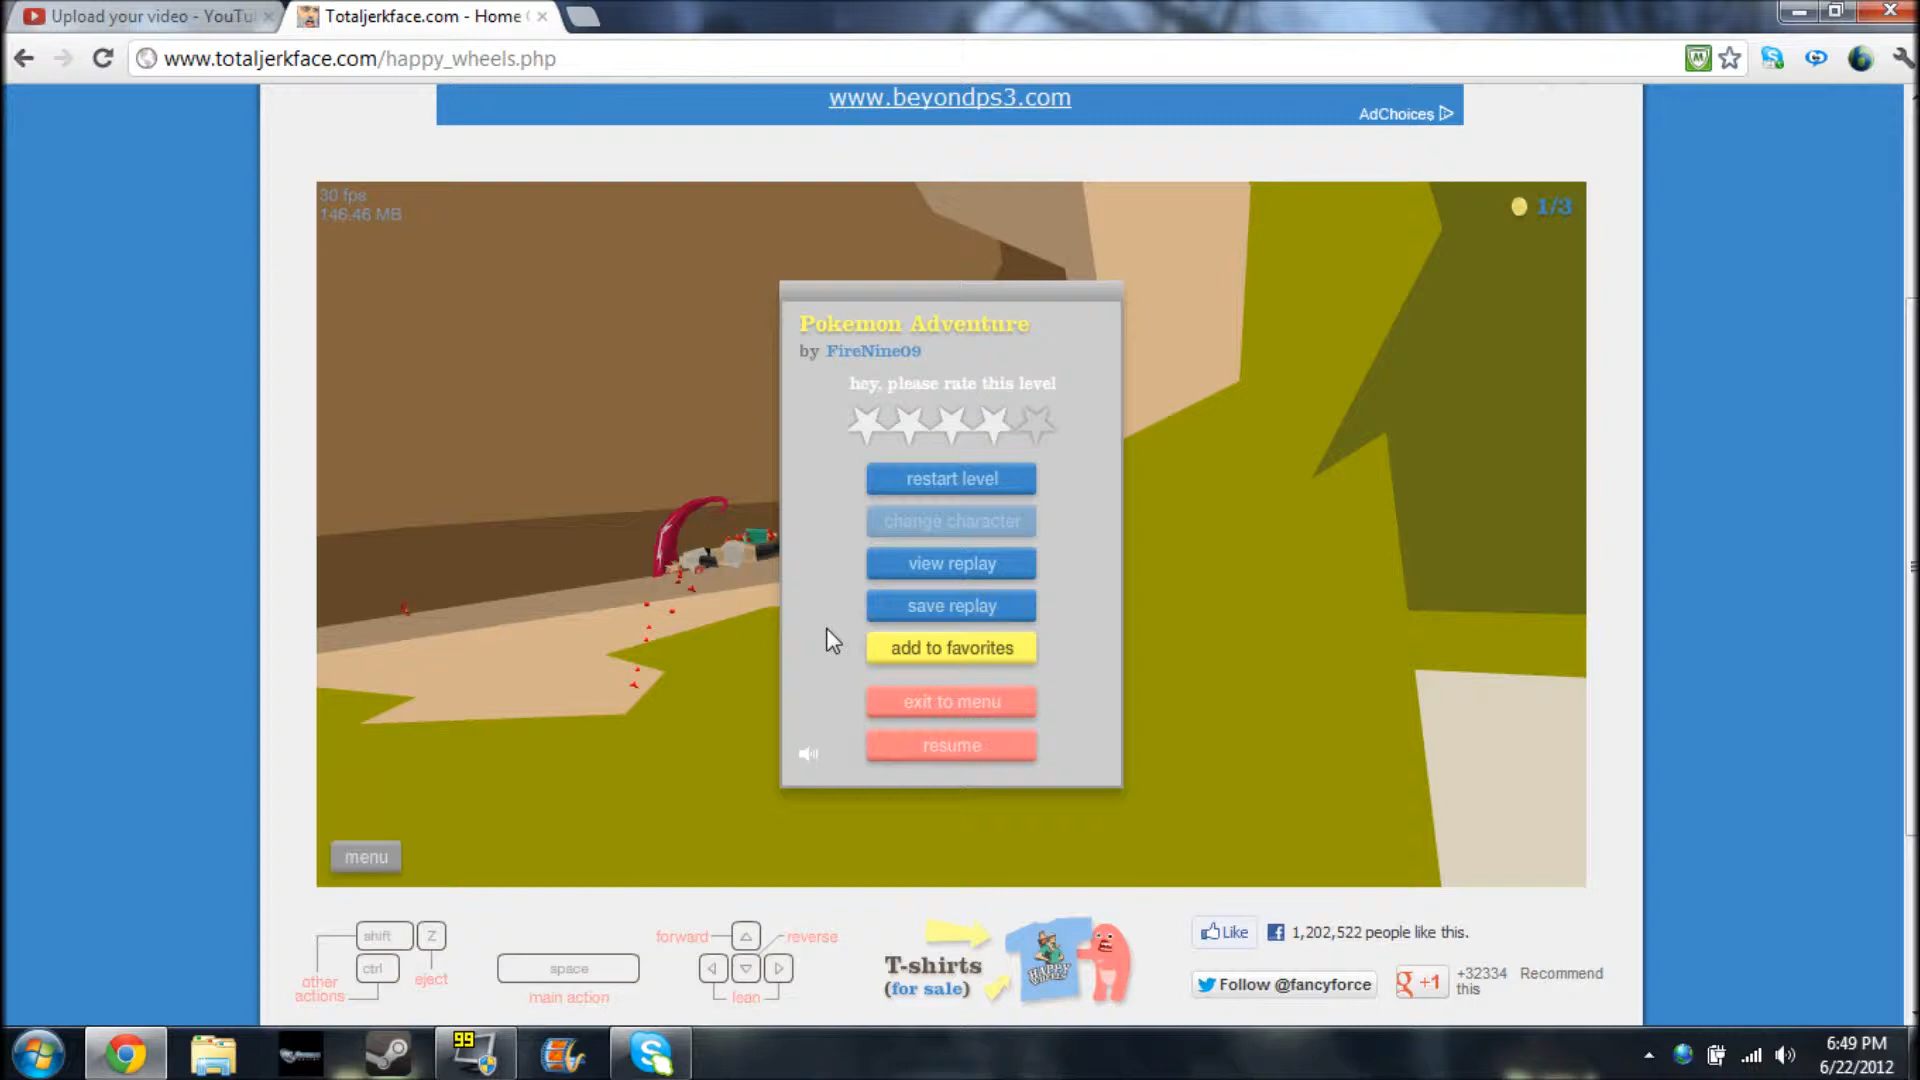 Upload your video - YouTu
Totaljerkface.com - Home
www.totaljerkface.com/happy_wheels.php
www.beyondps3.com
AdChoices
30 fps
146.46 MB
1/3
Pokemon Adventure
by FireNine09
hey, please rate this level
restart level
change character
view replay
save replay
add to favorites
exit to menu
resume
menu
shift
Z
ctrl
other
actions
eject
space
main action
forward
reverse
lean
T-shirts
(for sale)
HAPPY
WHEELS
Like
1,202,522 people like this.
Follow @fancyforce
g +1
+32334 Recommend
this
99
6:49 PM
6/22/2012